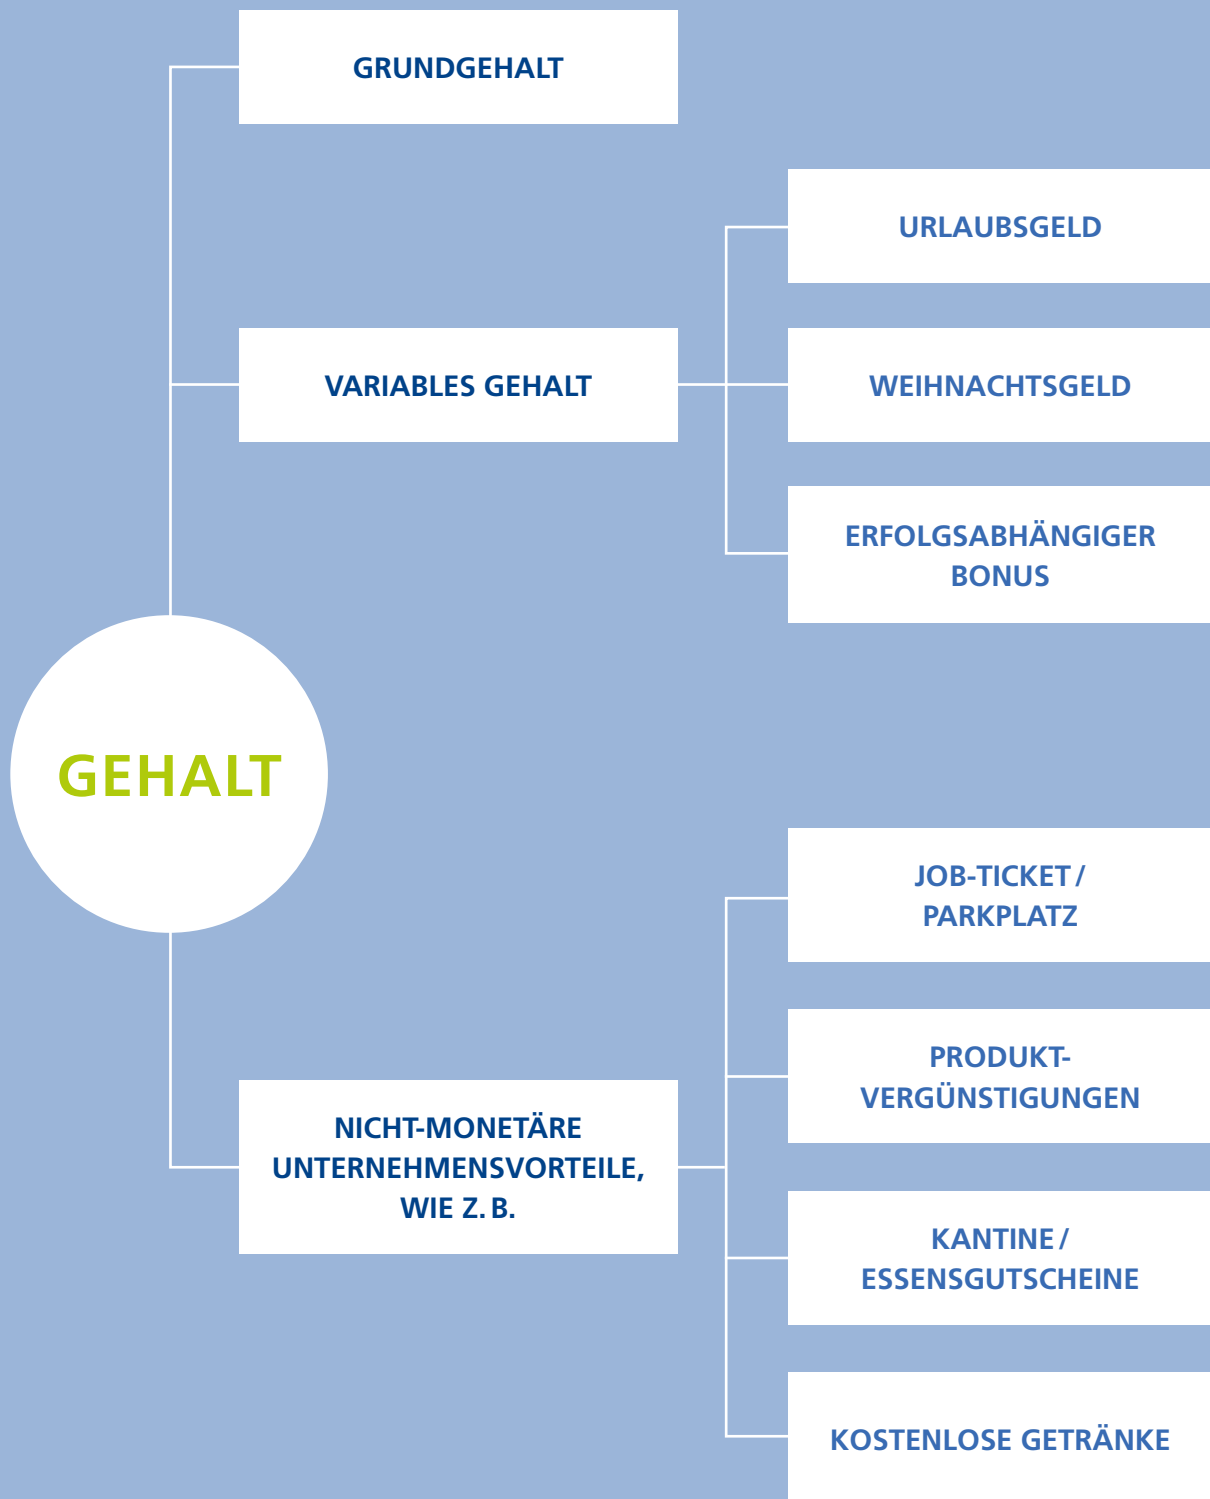 GRUNDGEHALT
URLAUBSGELD
VARIABLES GEHALT
WEIHNACHTSGELD
ERFOLGSABHÄNGIGER
BONUS
GEHALT
JOB-TICKET /
PARKPLATZ
PRODUKT-
VERGÜNSTIGUNGEN
NICHT-MONETÄRE
UNTERNEHMENSVORTEILE,
WIE Z. B.
KANTINE /
ESSENSGUTSCHEINE
KOSTENLOSE GETRÄNKE